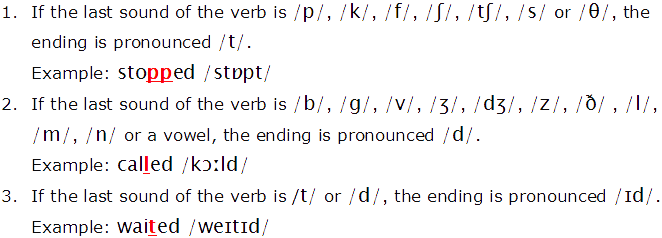 1. If the last sound of the verb is /p/, /k/, /f/, /ʃ/, /tʃ/, /s/ or /θ/, the
ending is pronounced /t/.
Example: stopped /stɒpt/
2. If the last sound of the verb is /b/, /g/, /v/, /ʒ/, /dʒ/, /z/, /ð/ , /l/,
/m/, /n/ or a vowel, the ending is pronounced /d/.
Example: called /kɔːld/
3. If the last sound of the verb is /t/ or /d/, the ending is pronounced /ɪd/.
Example: waited /weɪtɪd/